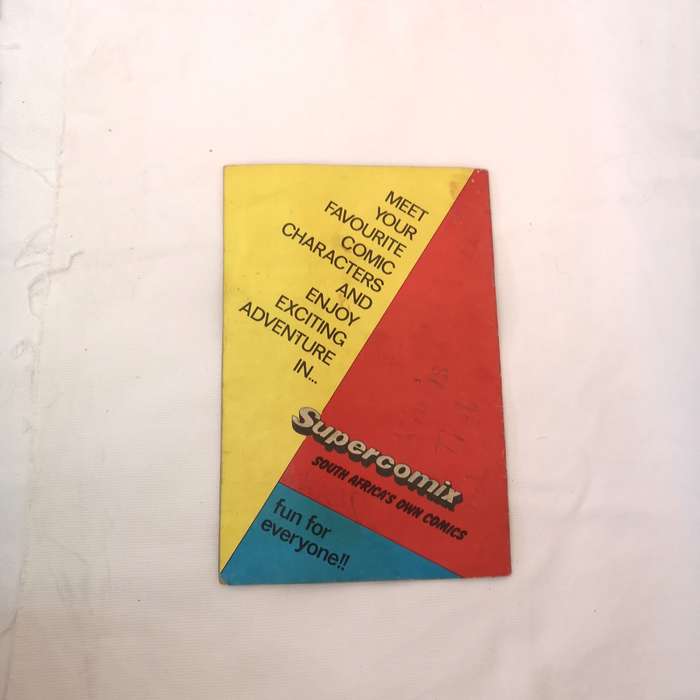 MEET
YOUR
FAVOURITE
COMIC
CHARACTERS
AND
ENJOY
EXCITING
ADVENTURE
IN...
Supercomix
SOUTH AFRICA'S OWN COMICS
fun for
everyone!!